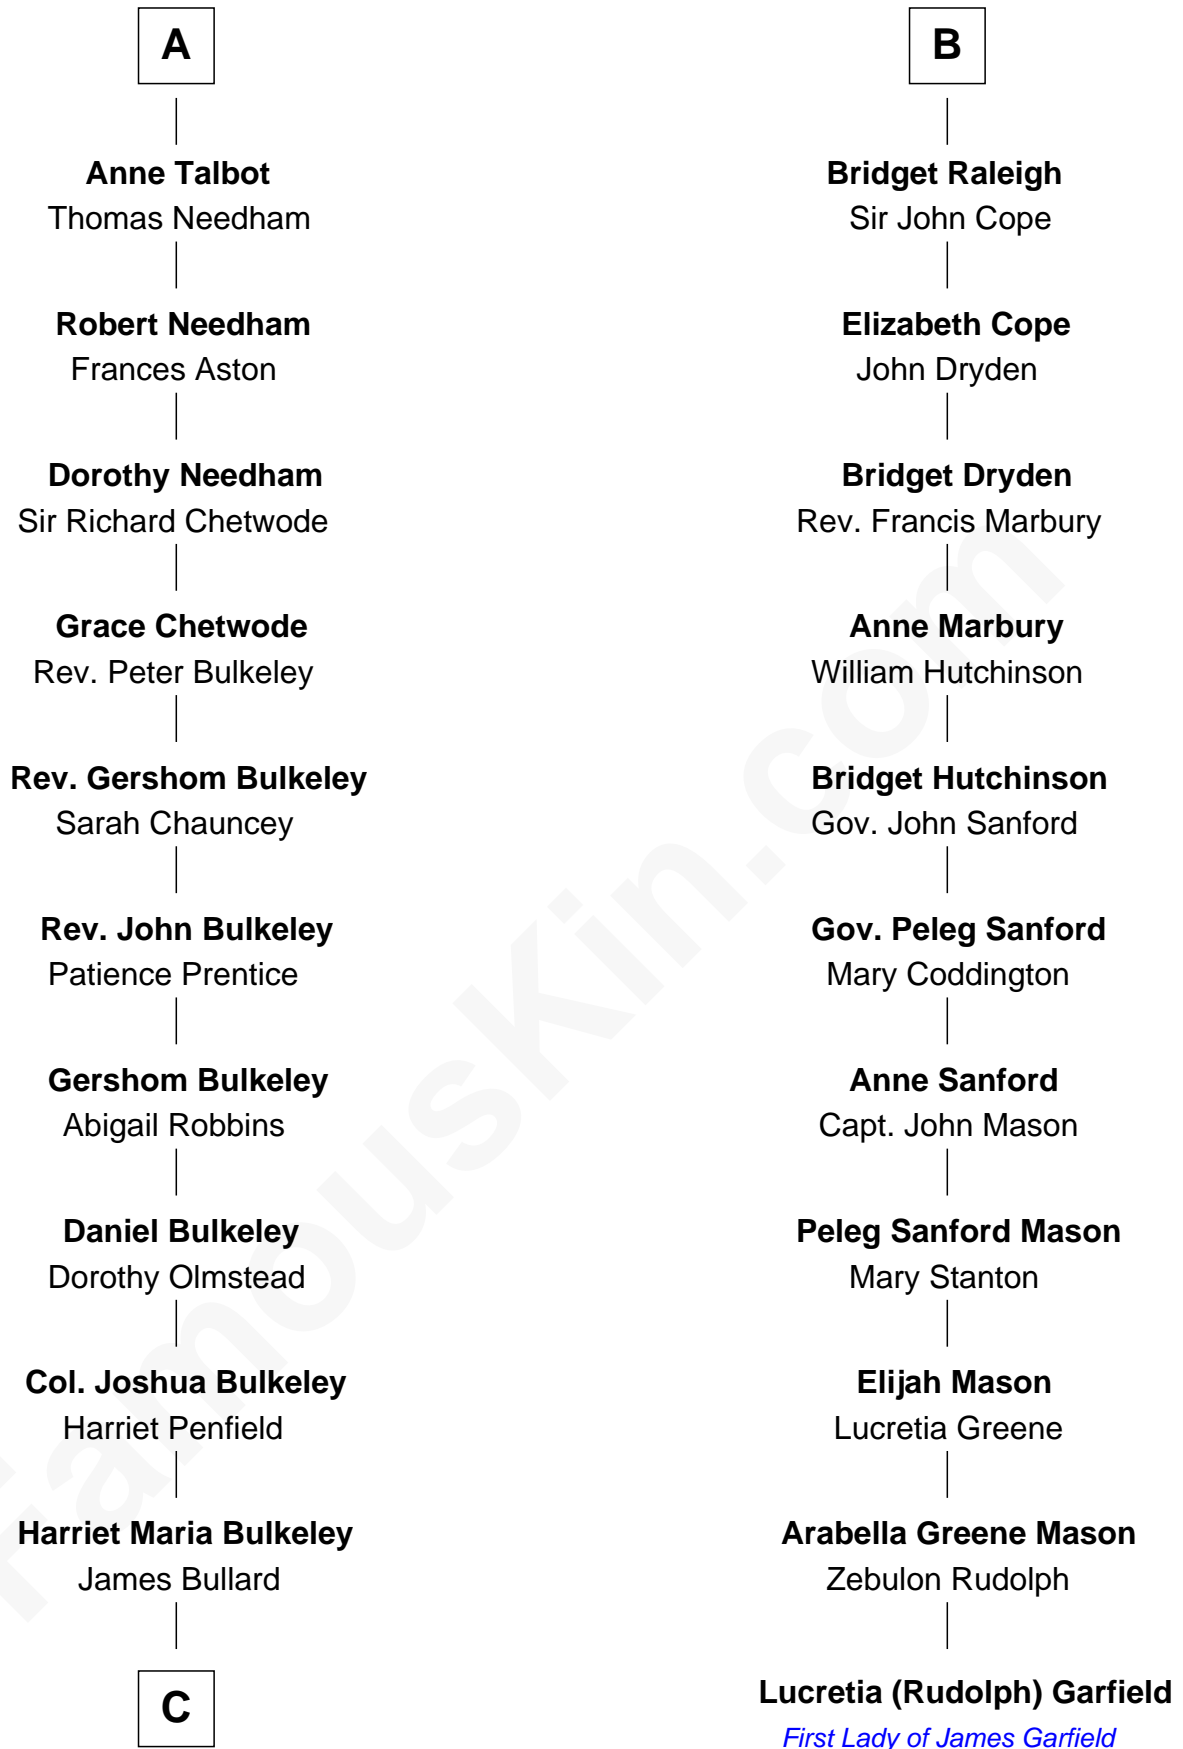 A
Anne Talbot
Thomas Needham
Robert Needham
Frances Aston
Dorothy Needham
Sir Richard Chetwode
Grace Chetwode
Rev. Peter Bulkeley
Rev. Gershom Bulkeley
Sarah Chauncey
Rev. John Bulkeley
Patience Prentice
Gershom Bulkeley
Abigail Robbins
Daniel Bulkeley
Dorothy Olmstead
Col. Joshua Bulkeley
Harriet Penfield
Harriet Maria Bulkeley
James Bullard
C
B
Bridget Raleigh
Sir John Cope
Elizabeth Cope
John Dryden
Bridget Dryden
Rev. Francis Marbury
Anne Marbury
William Hutchinson
Bridget Hutchinson
Gov. John Sanford
Gov. Peleg Sanford
Mary Coddington
Anne Sanford
Capt. John Mason
Peleg Sanford Mason
Mary Stanton
Elijah Mason
Lucretia Greene
Arabella Greene Mason
Zebulon Rudolph
Lucretia (Rudolph) Garfield
First Lady of James Garfield
FamousKin.com